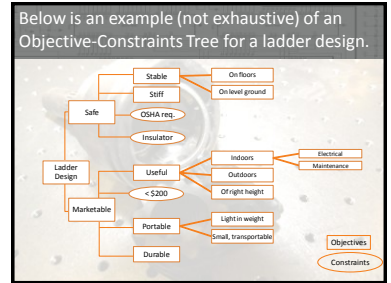 Below is an example (not exhaustive) of an
Objective-Constraints Tree for a ladder design.
Ladder
Design
Safe
Marketable
Stable
Stiff
OSHA req.
Insulator
Useful
< $200
Portable
Durable
On floors
On level ground
Indoors
Outdoors
Of right height
Light in weight
Small, transportable
Electrical
Maintenance
Objectives
Constraints